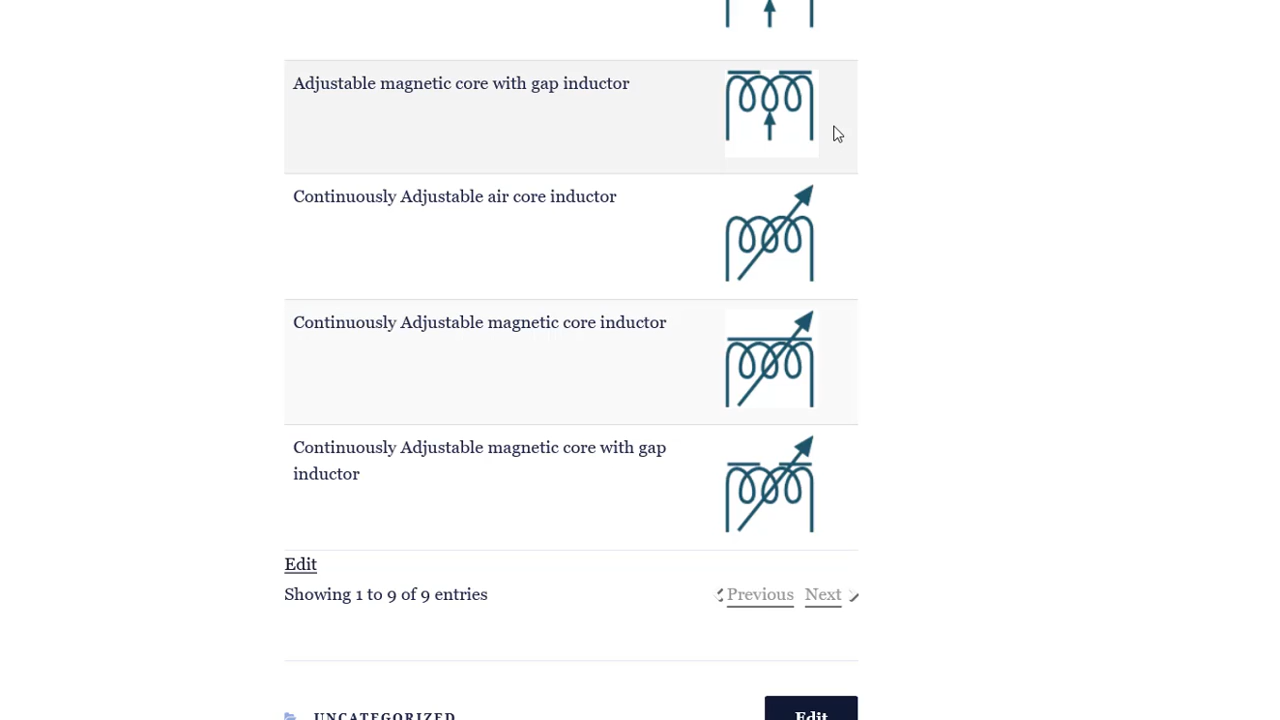 Adjustable magnetic core with gap inductor
Continuously Adjustable air core inductor
Continuously Adjustable magnetic core inductor
Continuously Adjustable magnetic core with gap
inductor
Edit
Showing 1 to 9 of 9 entries
Previous Next
UNCATEGORIZED
Edit